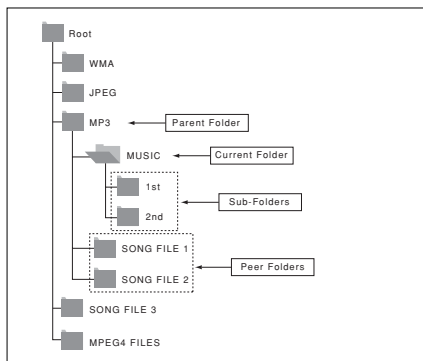 Root
WMA
JPEG
MP3
Parent Folder
MUSIC
Current Folder
1st
Sub-Folders
2nd
SONG FILE 1
SONG FILE 2
Peer Folders
SONG FILE 3
MPEG4 FILES